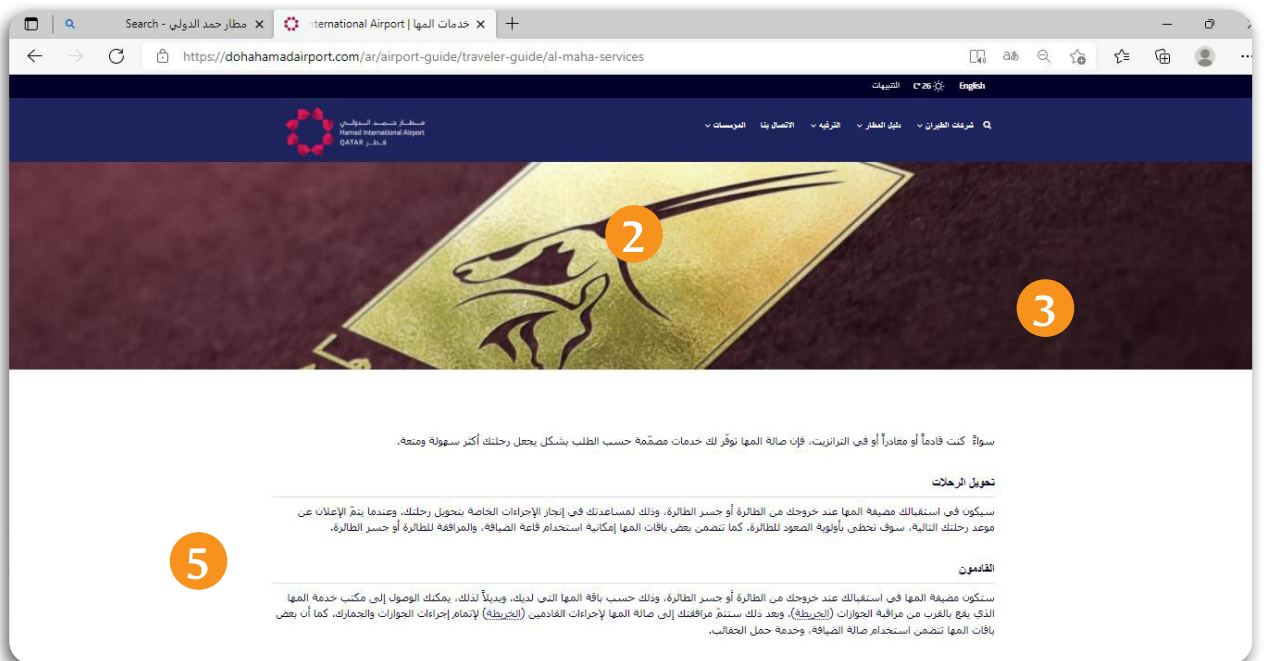 Search - مطار حمد الدولي
خدمات المها | ternational Airport
https://dohahamadairport.com/ar/airport-guide/traveler-guide/al-maha-services
English 26 °C التنبيهات
شركات الطيران دليل المطار الترفيه الاتصال بنا المؤسسات
مطار حمد الدولي
Hamad International Airport
QATAR قطر
2
3
سواءً كنت قادماً أو مغادراً أو في الترانزيت، فإن صالة المها توفّر لك خدمات مصمّمة حسب الطلب بشكل يجعل رحلتك أكثر سهولة ومتعة.
تحويل الرحلات
سيكون في استقبالك مضيفة المها عند خروجك من الطائرة أو جسر الطائرة، وذلك لمساعدتك في إنجاز الإجراءات الخاصة بتحويل رحلتك. وعندما يتمّ الإعلان عن
موعد رحلتك التالية، سوف تحظى بأولوية الصعود للطائرة. كما تتضمن بعض باقات المها إمكانية استخدام قاعة الضيافة، والمرافقة للطائرة أو جسر الطائرة.
5
القادمون
ستكون مضيفة المها في استقبالك عند خروجك من الطائرة أو جسر الطائرة، وذلك حسب باقة المها التي لديك. وبديلاً لذلك، يمكنك الوصول إلى مكتب خدمة المها
الذي يقع بالقرب من مراقبة الجوازات (الخريطة). وبعد ذلك ستتمّ مرافقتك إلى صالة المها لإجراءات القادمين (الخريطة) لإتمام إجراءات الجوازات والجمارك. كما أن بعض
باقات المها تتضمن استخدام صالة الضيافة، وخدمة حمل الحقائب.